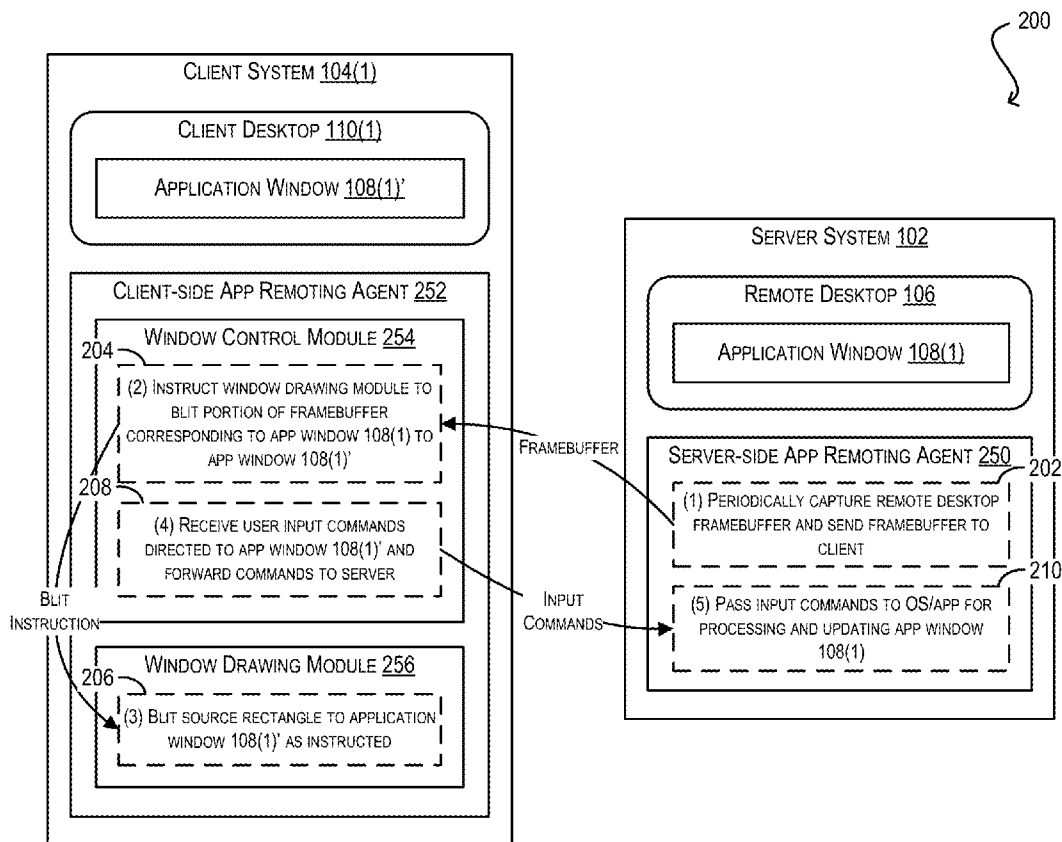 200
CLIENT SYSTEM 104(1)
CLIENT DESKTOP 110(1)
APPLICATION WINDOW 108(1)'
CLIENT-SIDE APP REMOTING AGENT 252
WINDOW CONTROL MODULE 254
204
(2) INSTRUCT WINDOW DRAWING MODULE TO
BLIT PORTION OF FRAMEBUFFER
CORRESPONDING TO APP WINDOW 108(1) TO
APP WINDOW 108(1)'
208
(4) RECEIVE USER INPUT COMMANDS
DIRECTED TO APP WINDOW 108(1)' AND
FORWARD COMMANDS TO SERVER
BLIT
INSTRUCTION
WINDOW DRAWING MODULE 256
206
(3) BLIT SOURCE RECTANGLE TO APPLICATION
WINDOW 108(1)' AS INSTRUCTED
FRAMEBUFFER
INPUT
COMMANDS
SERVER SYSTEM 102
REMOTE DESKTOP 106
APPLICATION WINDOW 108(1)
SERVER-SIDE APP REMOTING AGENT 250
202
(1) PERIODICALLY CAPTURE REMOTE DESKTOP
FRAMEBUFFER AND SEND FRAMEBUFFER TO
CLIENT
210
(5) PASS INPUT COMMANDS TO OS/APP FOR
PROCESSING AND UPDATING APP WINDOW
108(1)